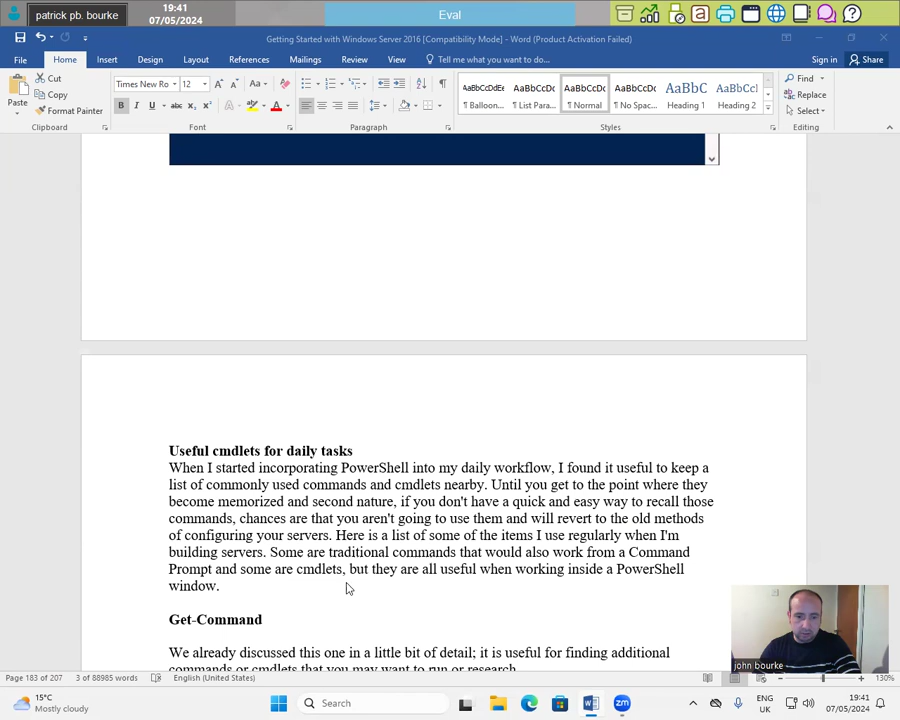 patrick pb. bourke
19:41
07/05/2024
Eval
Getting Started with Windows Server 2016 [Compatibility Mode] - Word (Product Activation Failed)
File Home Insert Design Layout References Mailings Review View Tell me what you want to do... Sign in Share
Paste
Cut
Copy
Format Painter
Times New Ro 12
AaBbCcDdEe AaBbCcDc AaBbCcDc AaBbCcDc AaBbC AaBbCcl
¶ Balloon... ¶ List Para... ¶ Normal ¶ No Spac... Heading 1 Heading 2
Find
Replace
Select
Clipboard Font Paragraph Styles Editing
Useful cmdlets for daily tasks
When I started incorporating PowerShell into my daily workflow, I found it useful to keep a
list of commonly used commands and cmdlets nearby. Until you get to the point where they
become memorized and second nature, if you don't have a quick and easy way to recall those
commands, chances are that you aren't going to use them and will revert to the old methods
of configuring your servers. Here is a list of some of the items I use regularly when I'm
building servers. Some are traditional commands that would also work from a Command
Prompt and some are cmdlets, but they are all useful when working inside a PowerShell
window.
Get-Command
We already discussed this one in a little bit of detail; it is useful for finding additional
commands or cmdlets that you may want to run or research.
john bourke
Page 183 of 207 3 of 88985 words English (United States) 130%
15°C
Mostly cloudy
Search
ENG
UK
19:41
07/05/2024